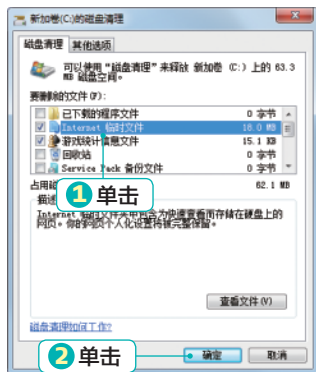 新加卷(C:)的磁盘清理
磁盘清理 其他选项
可以使用“磁盘清理”来释放 新加卷 (C:) 上的 63.3
MB 磁盘空间。
要删除的文件(F):
已下载的程序文件 0 字节
Internet 临时文件 18.0 MB
游戏统计信息文件 15.1 KB
回收站 0 字节
Service Pack 备份文件 0 字节
62.1 MB
1 单击
Internet 临时文件夹中包含为快速查看而存储在硬盘上的
网页。你的网页个人化设置将被完整保留。
查看文件(V)
磁盘清理如何工作?
2 单击
确定 取消